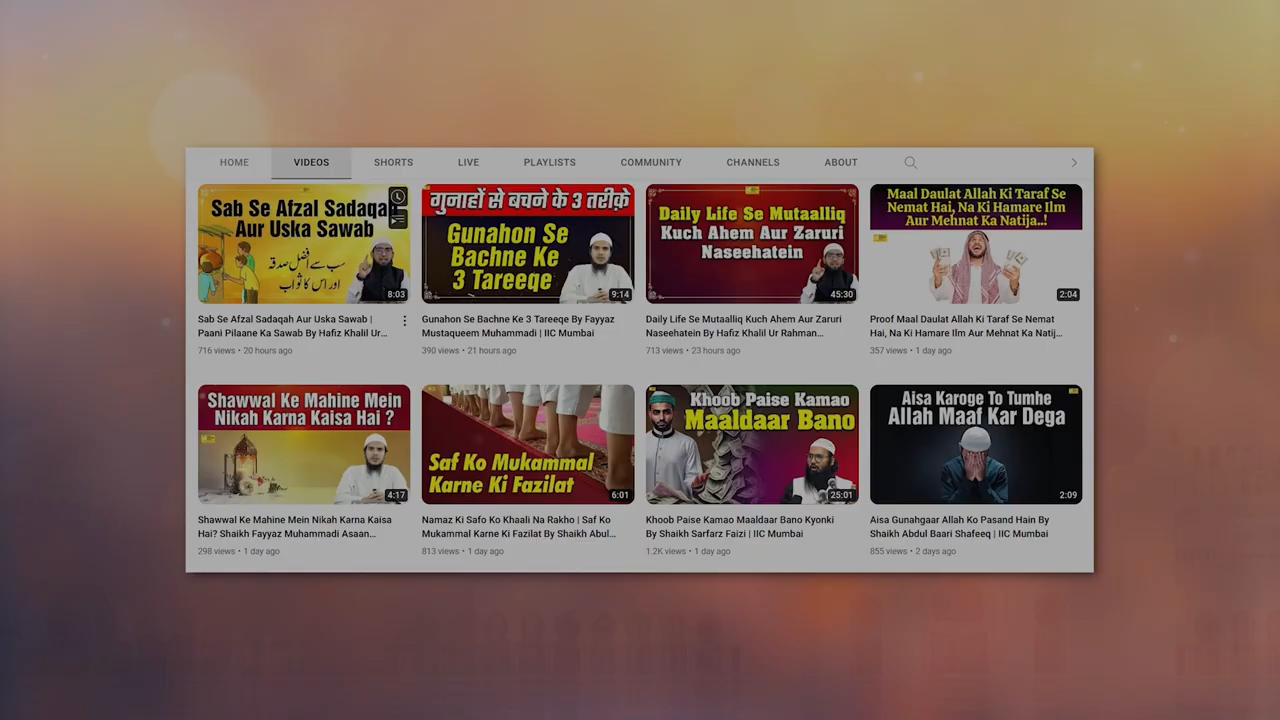 HOME
VIDEOS
SHORTS
LIVE
PLAYLISTS
COMMUNITY
CHANNELS
ABOUT
Sab Se Afzal Sadaqah
Aur Uska Sawab
سب سے افضل صدقہ
اور اس کا ثواب
8:03
गुनाहों से बचने के 3 तरीक़े
Gunahon Se
Bachne Ke
3 Tareeqe
9:14
Daily Life Se Mutaalliq
Kuch Ahem Aur Zaruri
Naseehatein
45:30
Maal Daulat Allah Ki Taraf Se
Nemat Hai, Na Ki Hamare Ilm
Aur Mehnat Ka Natija..!
2:04
Sab Se Afzal Sadaqah Aur Uska Sawab |
Paani Pilaane Ka Sawab By Hafiz Khalil Ur...
716 views • 20 hours ago
Gunahon Se Bachne Ke 3 Tareeqe By Fayyaz
Mustaqueem Muhammadi | IIC Mumbai
390 views • 21 hours ago
Daily Life Se Mutaalliq Kuch Ahem Aur Zaruri
Naseehatein By Hafiz Khalil Ur Rahman...
713 views • 23 hours ago
Proof Maal Daulat Allah Ki Taraf Se Nemat
Hai, Na Ki Hamare Ilm Aur Mehnat Ka Natij...
357 views • 1 day ago
Shawwal Ke Mahine Mein
Nikah Karna Kaisa Hai ?
4:17
Saf Ko Mukammal
Karne Ki Fazilat
6:01
Khoob Paise Kamao
Maaldaar Bano
25:01
Aisa Karoge To Tumhe
Allah Maaf Kar Dega
2:09
Shawwal Ke Mahine Mein Nikah Karna Kaisa
Hai? Shaikh Fayyaz Muhammadi Asaan...
298 views • 1 day ago
Namaz Ki Safo Ko Khaali Na Rakho | Saf Ko
Mukammal Karne Ki Fazilat By Shaikh Abul...
813 views • 1 day ago
Khoob Paise Kamao Maaldaar Bano Kyonki
By Shaikh Sarfarz Faizi | IIC Mumbai
1.2K views • 1 day ago
Aisa Gunahgaar Allah Ko Pasand Hain By
Shaikh Abdul Baari Shafeeq | IIC Mumbai
855 views • 2 days ago